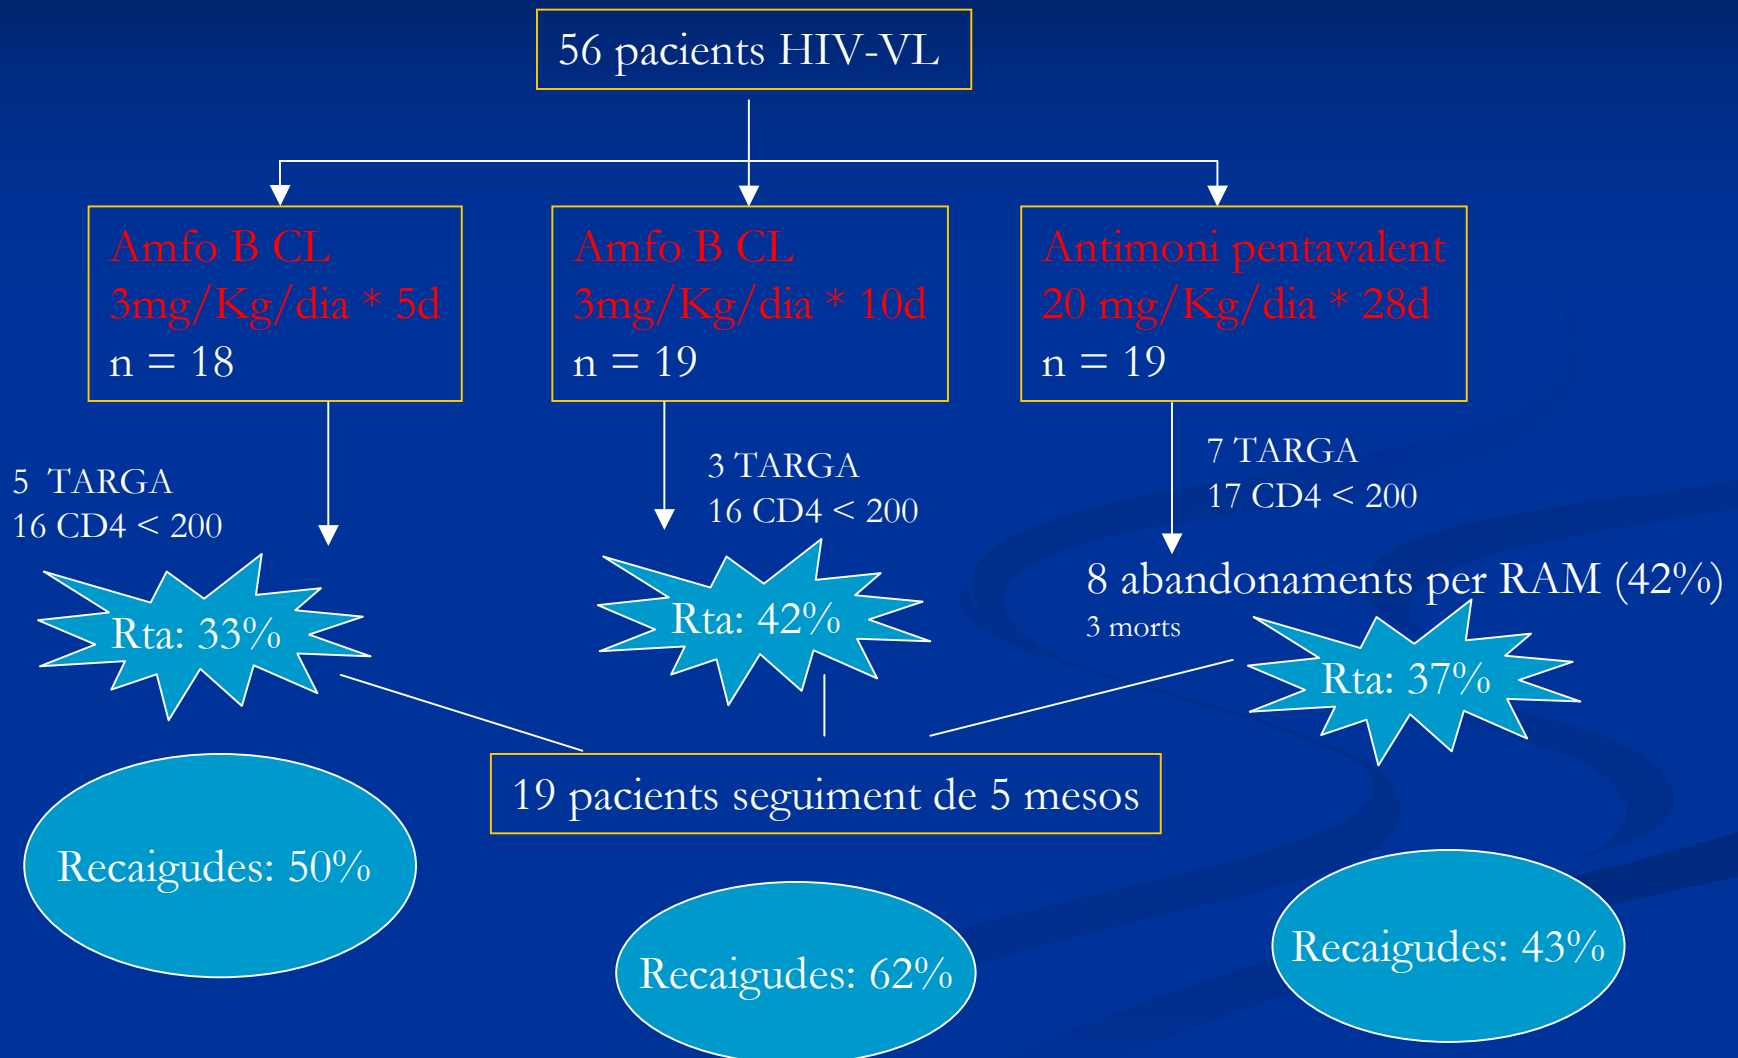 56 pacients HIV-VL
Amfo B CL
3mg/Kg/dia * 5d
n = 18
Amfo B CL
3mg/Kg/dia * 10d
n = 19
Antimoni pentavalent
20 mg/Kg/dia * 28d
n = 19
5 TARGA
16 CD4 < 200
3 TARGA
16 CD4 < 200
7 TARGA
17 CD4 < 200
8 abandonaments per RAM (42%)
3 morts
Rta: 33%
Rta: 42%
Rta: 37%
19 pacients seguiment de 5 mesos
Recaigudes: 50%
Recaigudes: 62%
Recaigudes: 43%